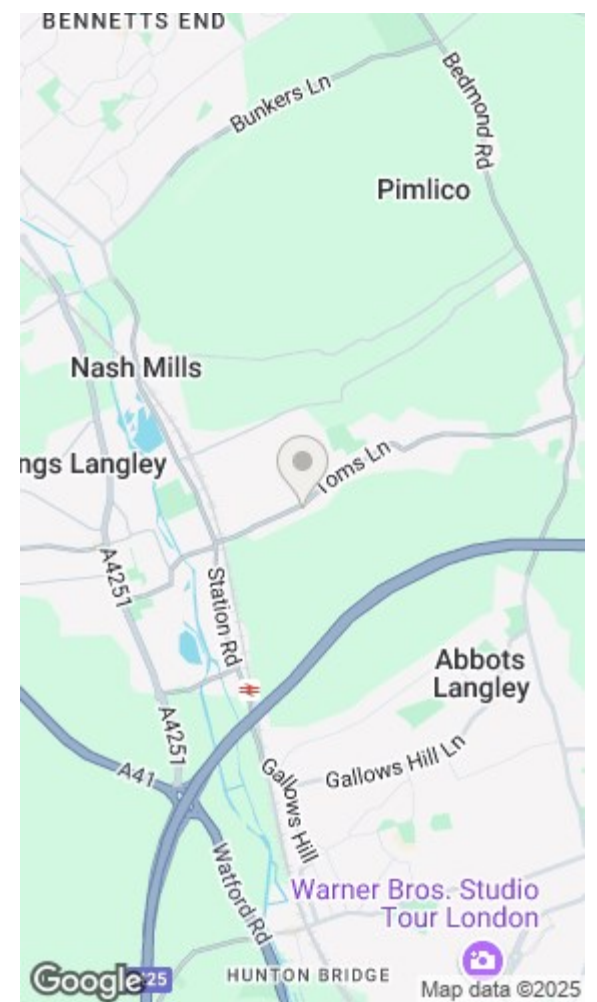 BENNETTS END
Bunkers Ln
Bedmond Rd
Pimlico
Nash Mills
ngs Langley
Toms Ln
A4251
Station Rd
Abbots
Langley
A4251
A41
Gallows Hill Ln
Gallows Hill
Watford Rd
Warner Bros. Studio
Tour London
Google
25
HUNTON BRIDGE
Map data ©2025